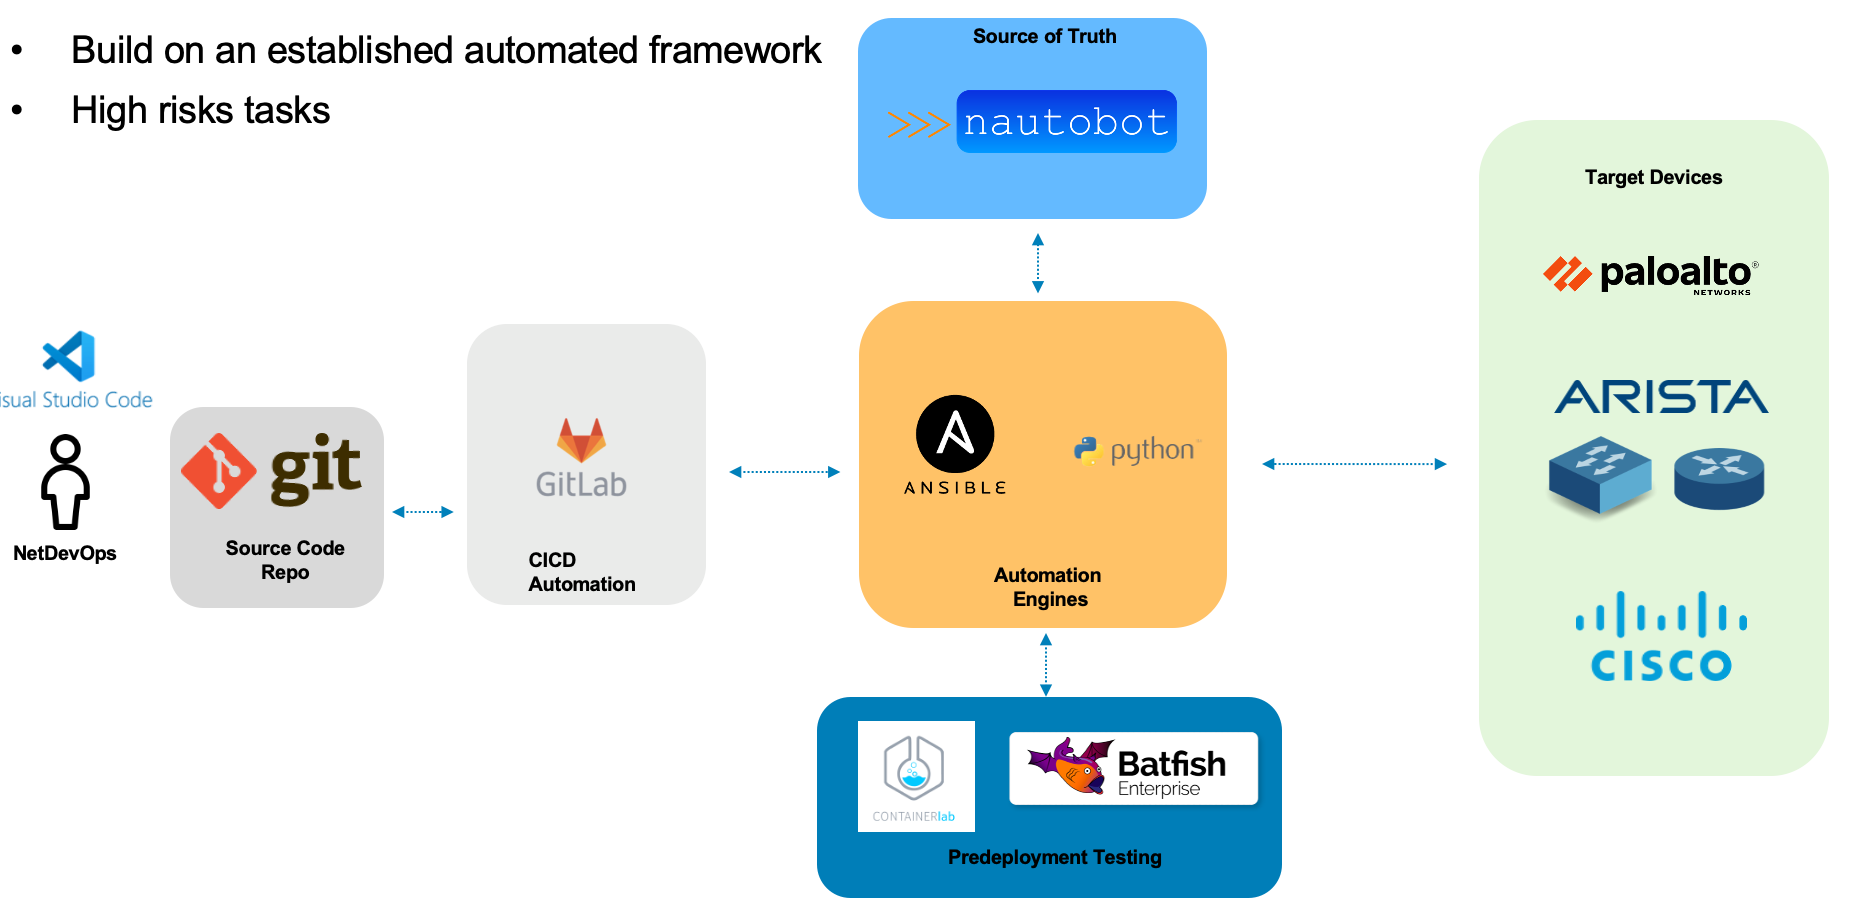 • Build on an established automated framework
• High risks tasks
Source of Truth
>>> nautobot
Target Devices
paloalto®
NETWORKS
ARISTA
CISCO
isual Studio Code
NetDevOps
git
Source Code
Repo
GitLab
CICD
Automation
ANSIBLE
python
Automation
Engines
CONTAINERlab
Batfish
Enterprise
Predeployment Testing